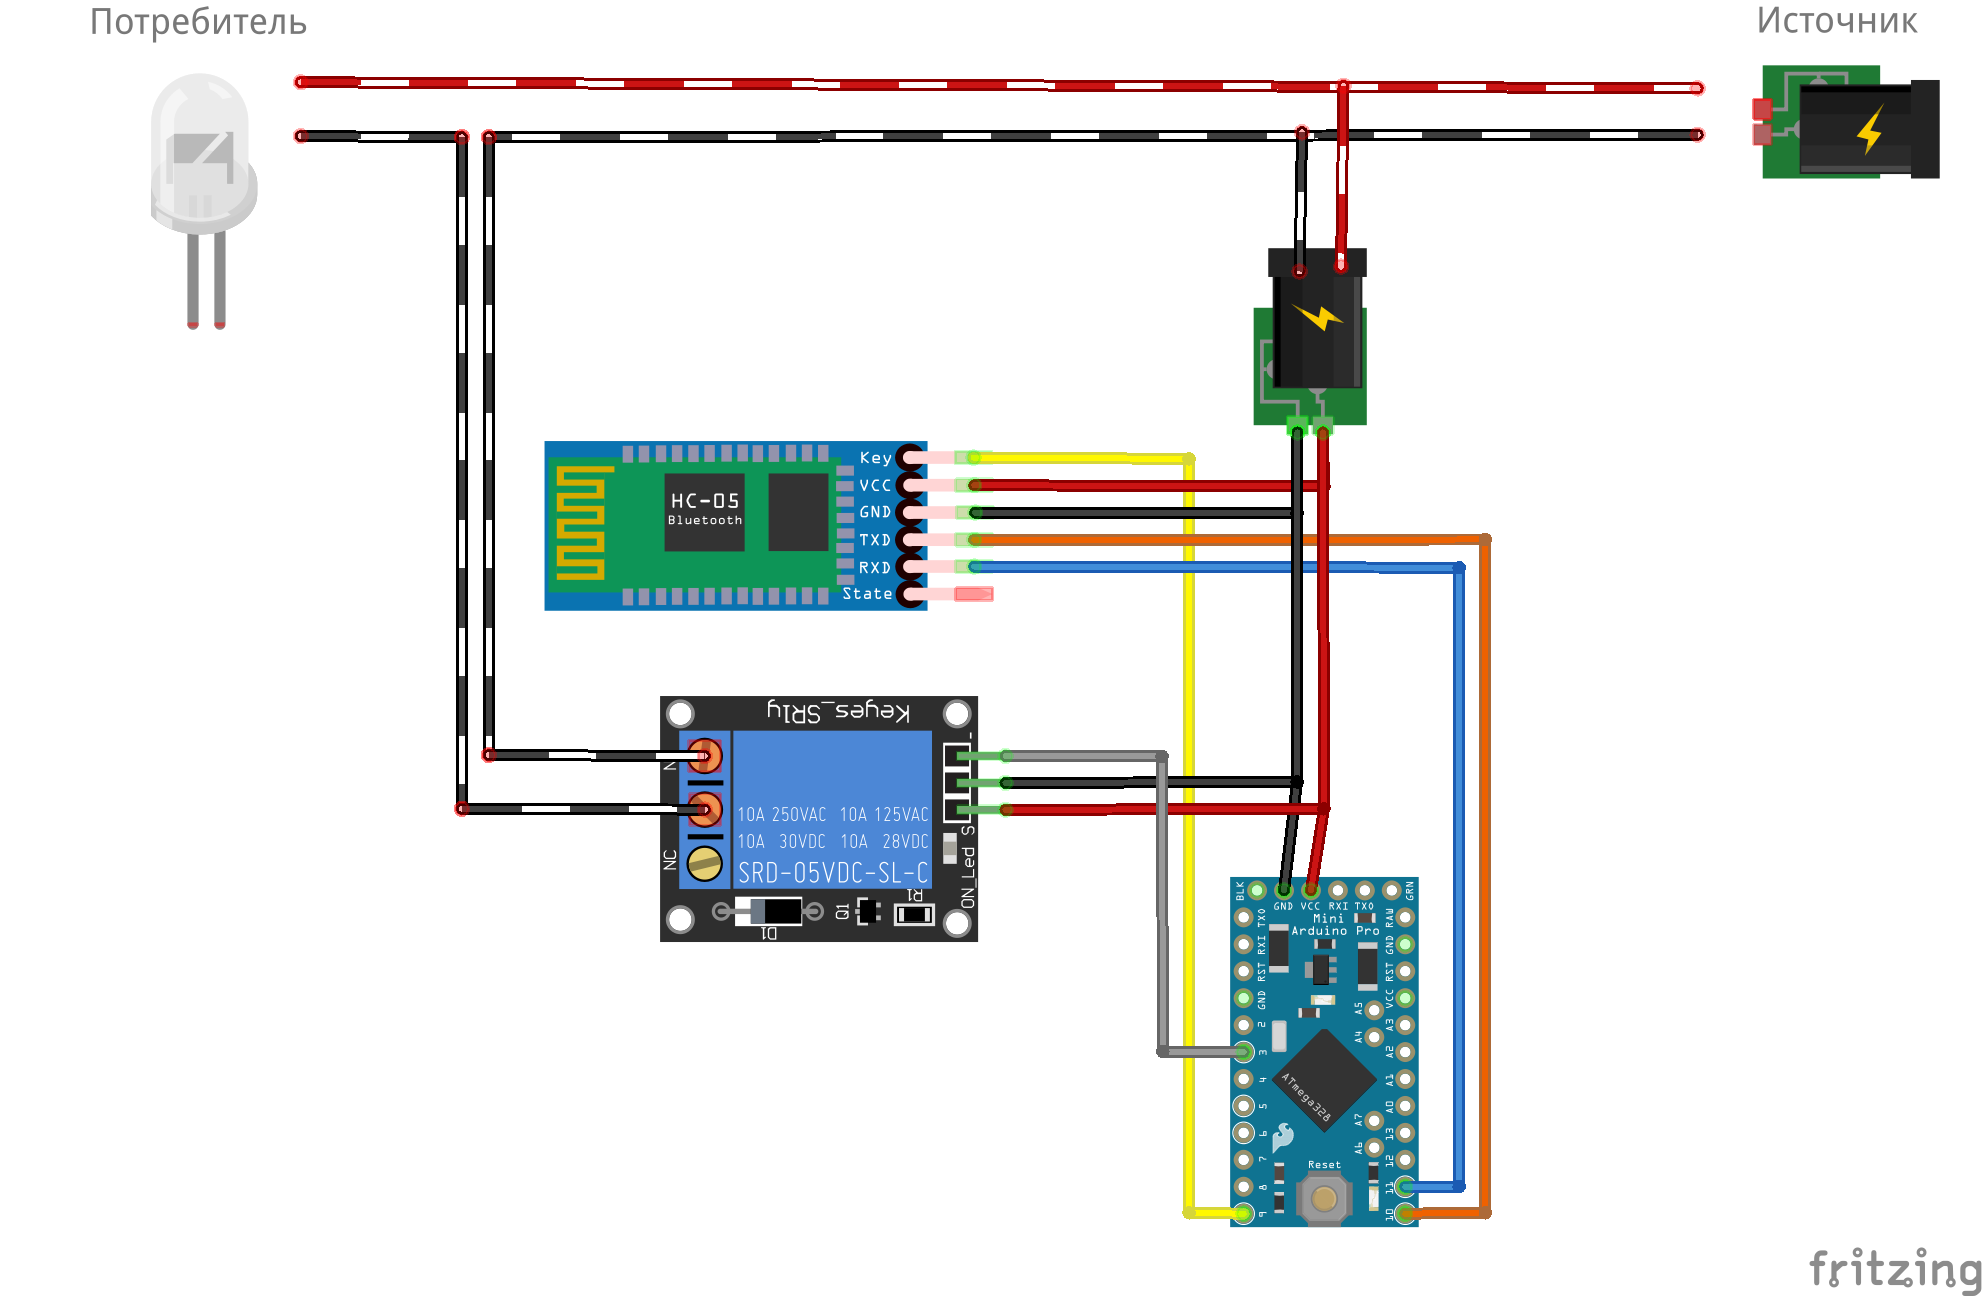 Потребитель
Источник
Key
VCC
GND
TXD
RXD
State
HC-05
Bluetooth
Keyes_SR1y
-
N
NC
10A 250VAC 10A 125VAC
10A 30VDC 10A 28VDC
SRD-05VDC-SL-C
ON_Led S
D1
Q1
R1
BLK
GND VCC RXI TXO
GRN
Mini
Arduino Pro
TXO
RXI
RST
GND
2
3
4
5
6
7
8
9
RAW
GND
RST
VCC
A3
A2
A1
A0
13
12
11
10
A5
A4
A7
A6
ATmega328
Reset
fritzing